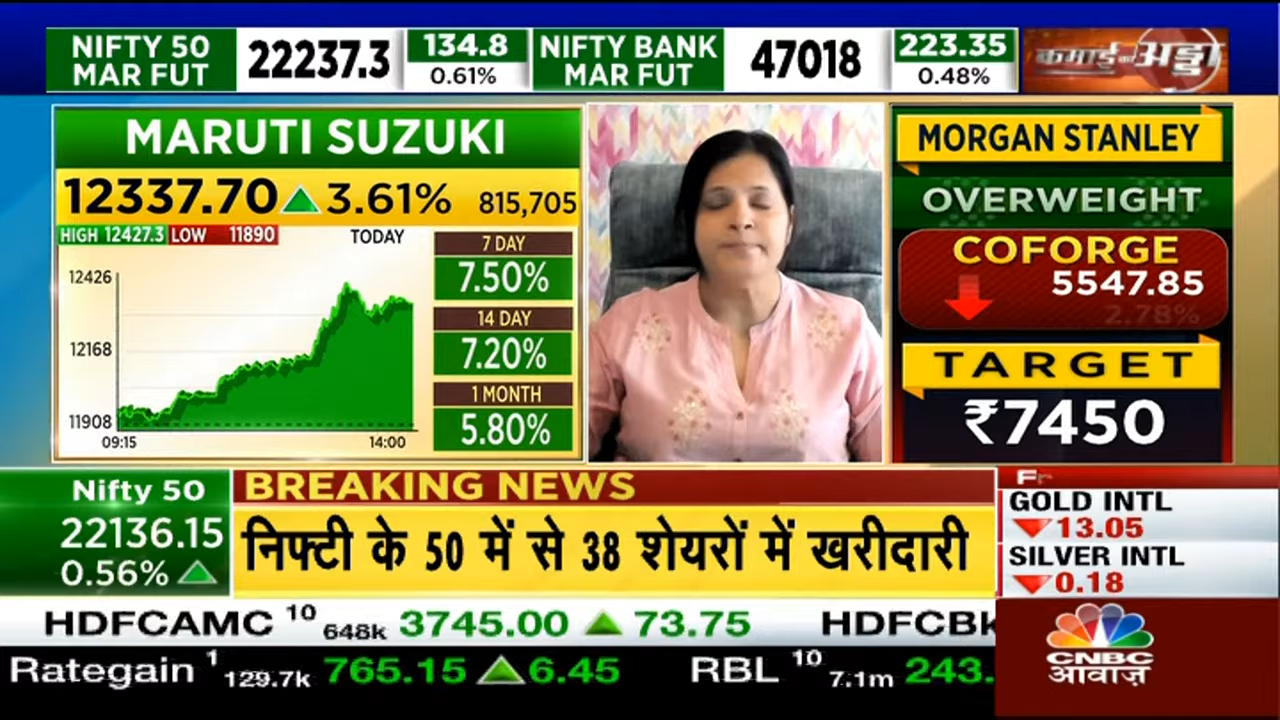 NIFTY 50
MAR FUT
22237.3
134.8
0.61%
NIFTY BANK
MAR FUT
47018
223.35
0.48%
कमाई का अड्डा
MARUTI SUZUKI
12337.70 3.61% 815,705
HIGH 12427.3 LOW 11890
TODAY
12426
12168
11908
09:15 14:00
7 DAY
7.50%
14 DAY
7.20%
1 MONTH
5.80%
MORGAN STANLEY
OVERWEIGHT
COFORGE
5547.85
2.78%
TARGET
₹7450
Nifty 50
22136.15
0.56%
BREAKING NEWS
निफ्टी के 50 में से 38 शेयरों में खरीदारी
GOLD INTL
13.05
SILVER INTL
0.18
HDFCAMC 10 648k 3745.00 73.75 HDFCBK
Rategain 1 129.7k 765.15 6.45 RBL 10 7.1m 243.
CNBC
आवाज़